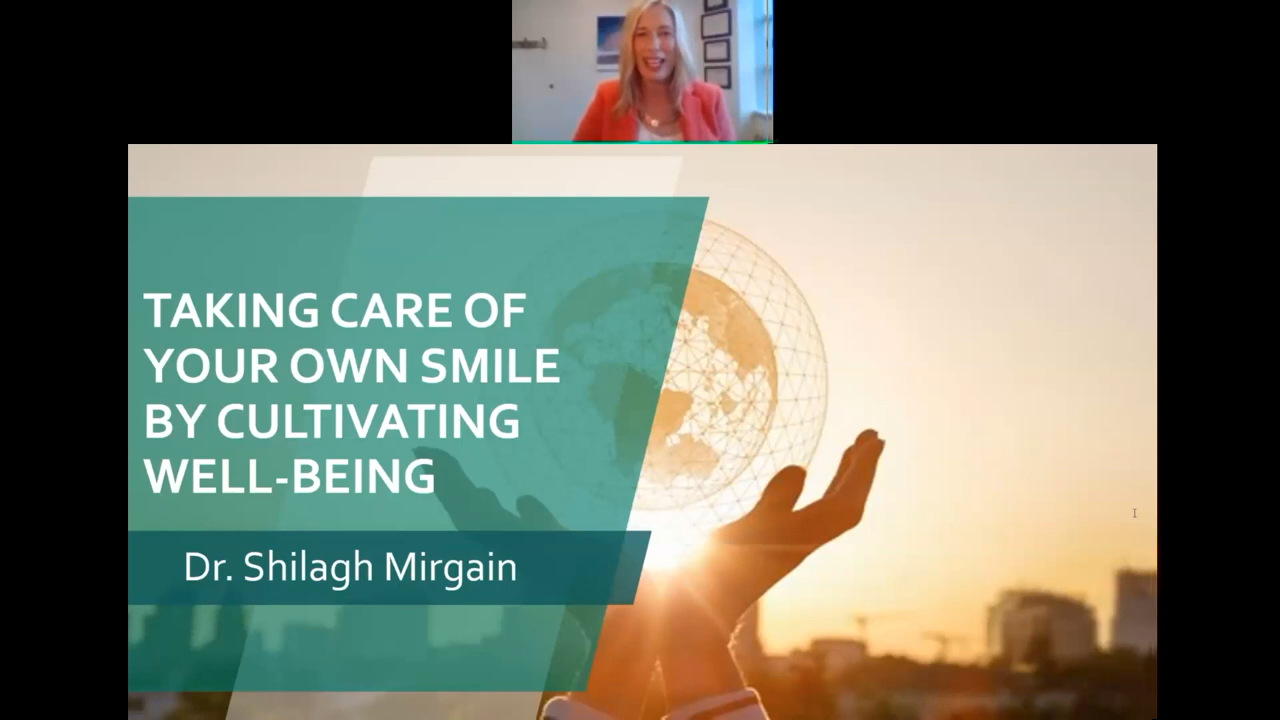 TAKING CARE OF
YOUR OWN SMILE
BY CULTIVATING
WELL-BEING
Dr. Shilagh Mirgain